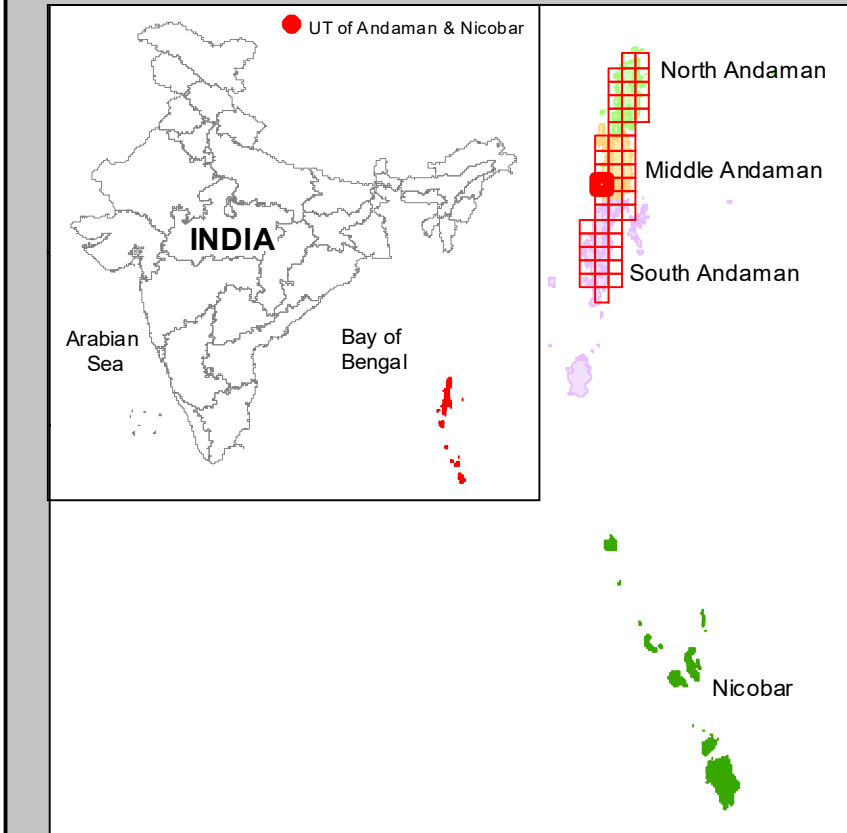 UT of Andaman & Nicobar
North Andaman
Middle Andaman
INDIA
South Andaman
Arabian
Sea
Bay of
Bengal
Nicobar